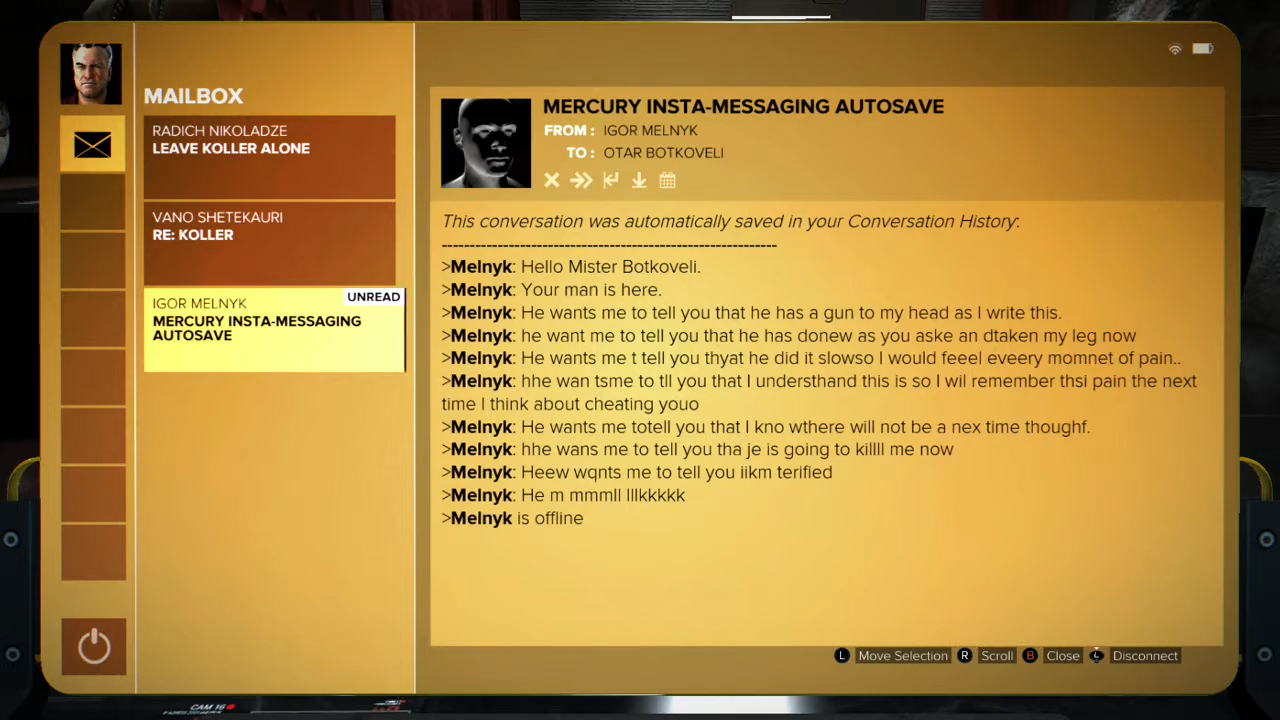 MAILBOX
RADICH NIKOLADZE
LEAVE KOLLER ALONE
VANO SHETEKAURI
RE: KOLLER
UNREAD
IGOR MELNYK
MERCURY INSTA-MESSAGING
AUTOSAVE
MERCURY INSTA-MESSAGING AUTOSAVE
FROM : IGOR MELNYK
TO : OTAR BOTKOVELI
This conversation was automatically saved in your Conversation History:
------------------------------------------------------------
>Melnyk: Hello Mister Botkoveli.
>Melnyk: Your man is here.
>Melnyk: He wants me to tell you that he has a gun to my head as I write this.
>Melnyk: he want me to tell you that he has donew as you aske an dtaken my leg now
>Melnyk: He wants me t tell you thyat he did it slowso I would feeel eveery momnet of pain..
>Melnyk: hhe wan tsme to tll you that I understhand this is so I wil remember thsi pain the next
time I think about cheating youo
>Melnyk: He wants me totell you that I kno wthere will not be a nex time thoughf.
>Melnyk: hhe wans me to tell you tha je is going to killll me now
>Melnyk: Heew wqnts me to tell you iikm terified
>Melnyk: He m mmmll lllkkkkk
>Melnyk is offline
L Move Selection R Scroll B Close L Disconnect
CAM 16